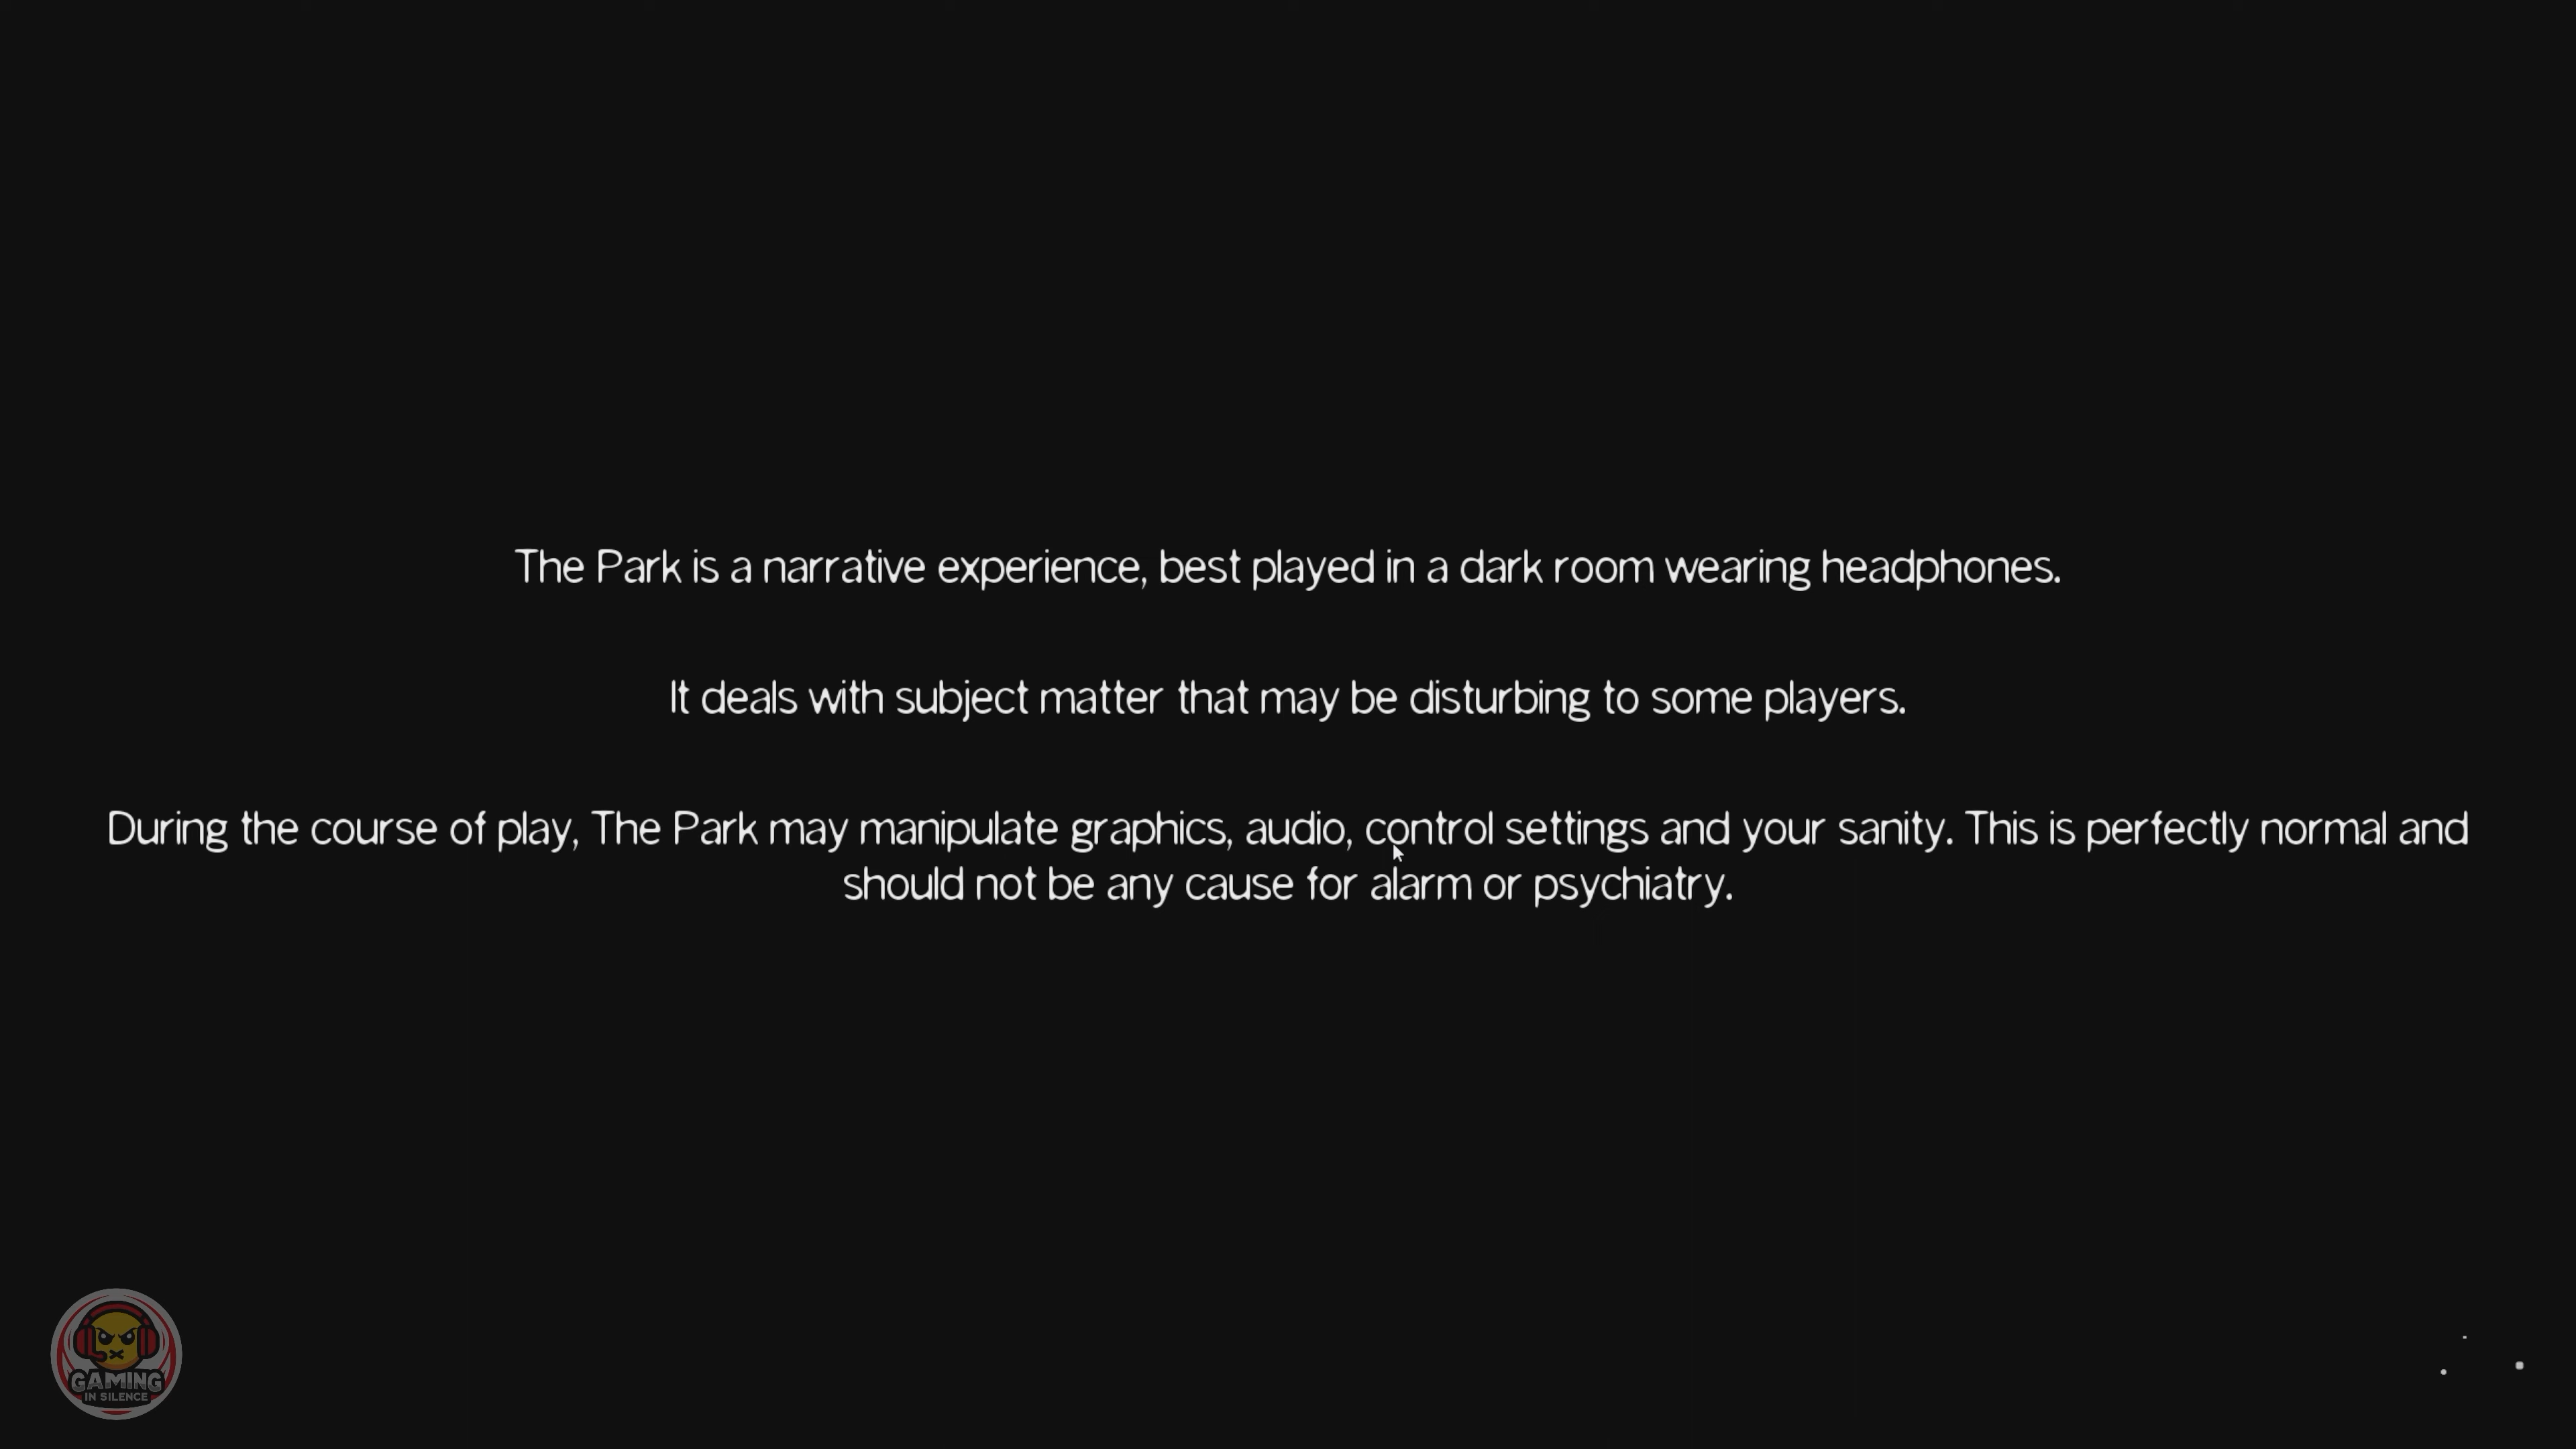 The Park is a narrative experience, best played in a dark room wearing headphones.
It deals with subject matter that may be disturbing to some players.
During the course of play, The Park may manipulate graphics, audio, control settings and your sanity. This is perfectly normal and
should not be any cause for alarm or psychiatry.
GAMING
IN SILENCE